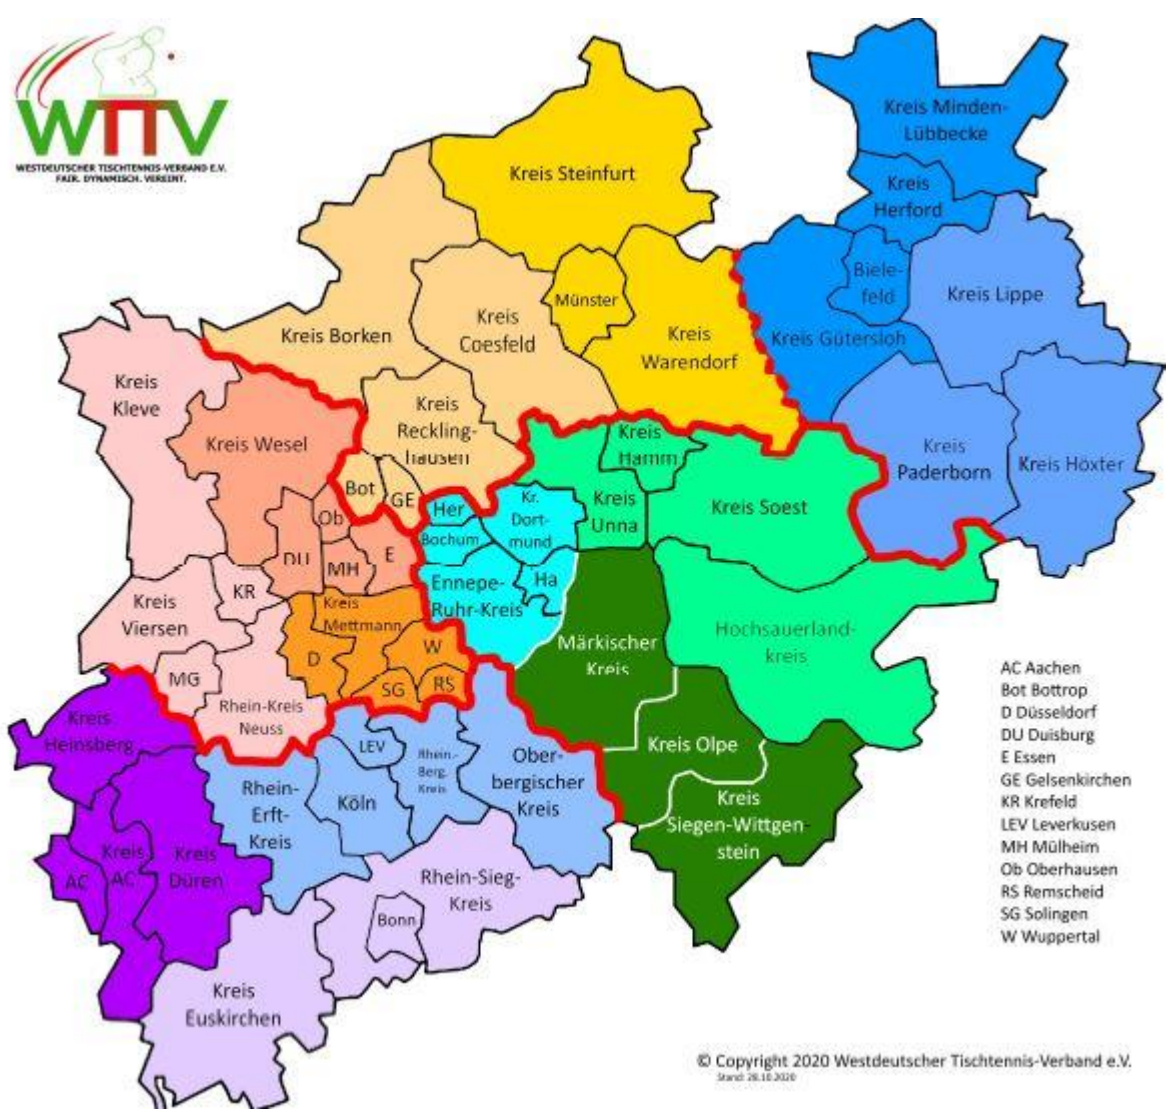 WTTV
WESTDEUTSCHER TISCHTENNIS-VERBAND E.V.
FAIR. DYNAMISCH. VEREINT.
Kreis Minden-
Lübbecke
Kreis Steinfurt
Kreis
Herford
Biele-
feld
Kreis Lippe
Münster
Kreis Borken
Kreis
Coesfeld
Kreis
Warendorf
Kreis Gütersloh
Kreis
Kleve
Kreis
Reckling-
hausen
Kreis Wesel
Kreis
Hamm
Kreis
Paderborn
Kreis Höxter
Bot
GE
Her
Kr.
Dort-
mund
Kreis
Unna
Kreis Soest
Ob
DU
MH
E
Bochum
Ennepe-
Ruhr-Kreis
Ha
KR
Kreis
Viersen
Kreis
Mettmann
D
W
MG
SG
RS
Märkischer
Kreis
Hochsauerland-
kreis
Rhein-Kreis
Neuss
Kreis
Heinsberg
LEV
Rhein.-
Berg.
Kreis
Ober-
bergischer
Kreis
Kreis Olpe
Rhein-
Erft-
Kreis
Köln
Kreis
Siegen-Wittgen-
stein
AC
Kreis
AC
Kreis
Düren
Rhein-Sieg-
Kreis
Bonn
Kreis
Euskirchen
AC Aachen
Bot Bottrop
D Düsseldorf
DU Duisburg
E Essen
GE Gelsenkirchen
KR Krefeld
LEV Leverkusen
MH Mülheim
Ob Oberhausen
RS Remscheid
SG Solingen
W Wuppertal
© Copyright 2020 Westdeutscher Tischtennis-Verband e.V.
Stand: 28.10.2020